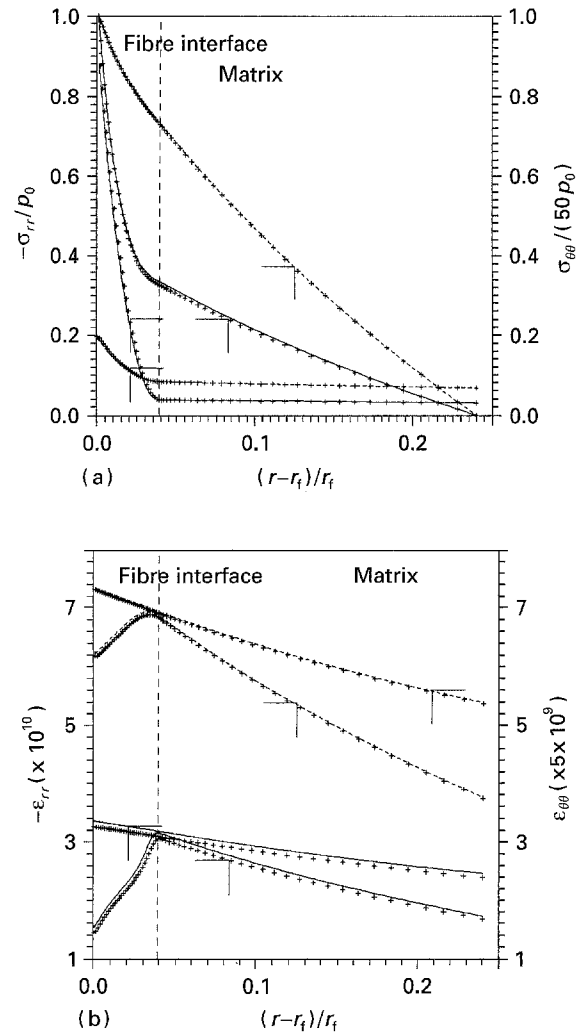 1.0
1.0
Fibre interface
Matrix
0.8
0.8
0.6
0.6
−σrr/p0
σθθ/(50p0)
0.4
0.4
0.2
0.2
0.0
0.0
0.0
0.1
0.2
(a)
(r−rf)/rf
Fibre interface
Matrix
7
7
5
5
−εrr(x 10^10)
εθθ(x5x 10^9)
3
3
1
1
0.0
0.1
0.2
(b)
(r−rf)/rf